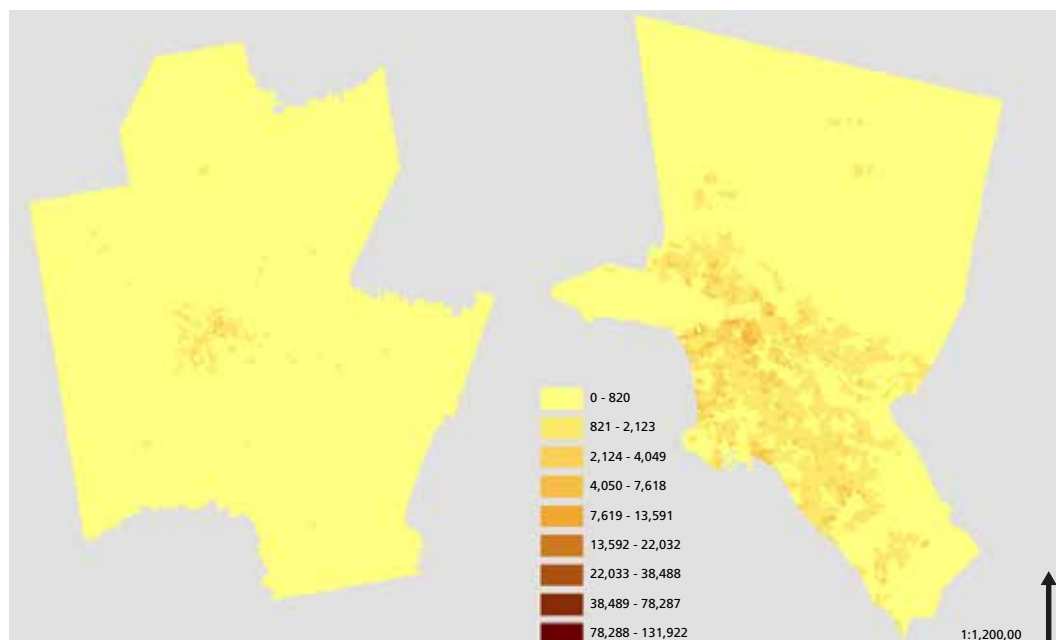 0 - 820
821 - 2,123
2,124 - 4,049
4,050 - 7,618
7,619 - 13,591
13,592 - 22,032
22,033 - 38,488
38,489 - 78,287
78,288 - 131,922
1:1,200,00